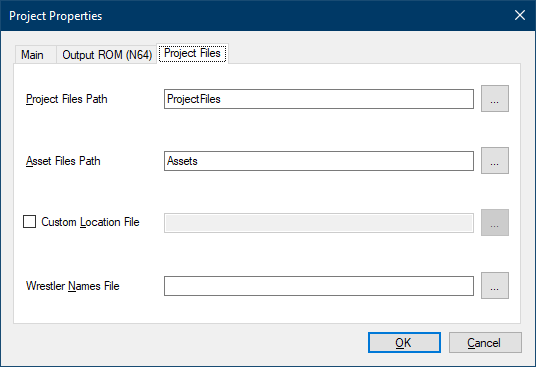 Project Properties
Main Output ROM (N64) Project Files
Project Files Path ProjectFiles ...
Asset Files Path Assets ...
Custom Location File ...
Wrestler Names File ...
OK Cancel